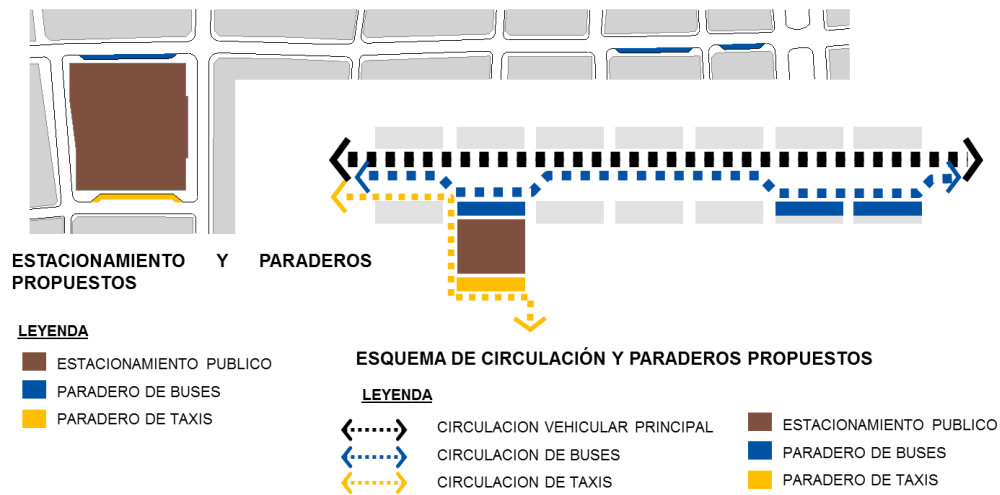 ESTACIONAMIENTO Y PARADEROS
PROPUESTOS
LEYENDA
ESTACIONAMIENTO PUBLICO
PARADERO DE BUSES
PARADERO DE TAXIS
ESQUEMA DE CIRCULACIÓN Y PARADEROS PROPUESTOS
LEYENDA
CIRCULACION VEHICULAR PRINCIPAL
CIRCULACION DE BUSES
CIRCULACION DE TAXIS
ESTACIONAMIENTO PUBLICO
PARADERO DE BUSES
PARADERO DE TAXIS